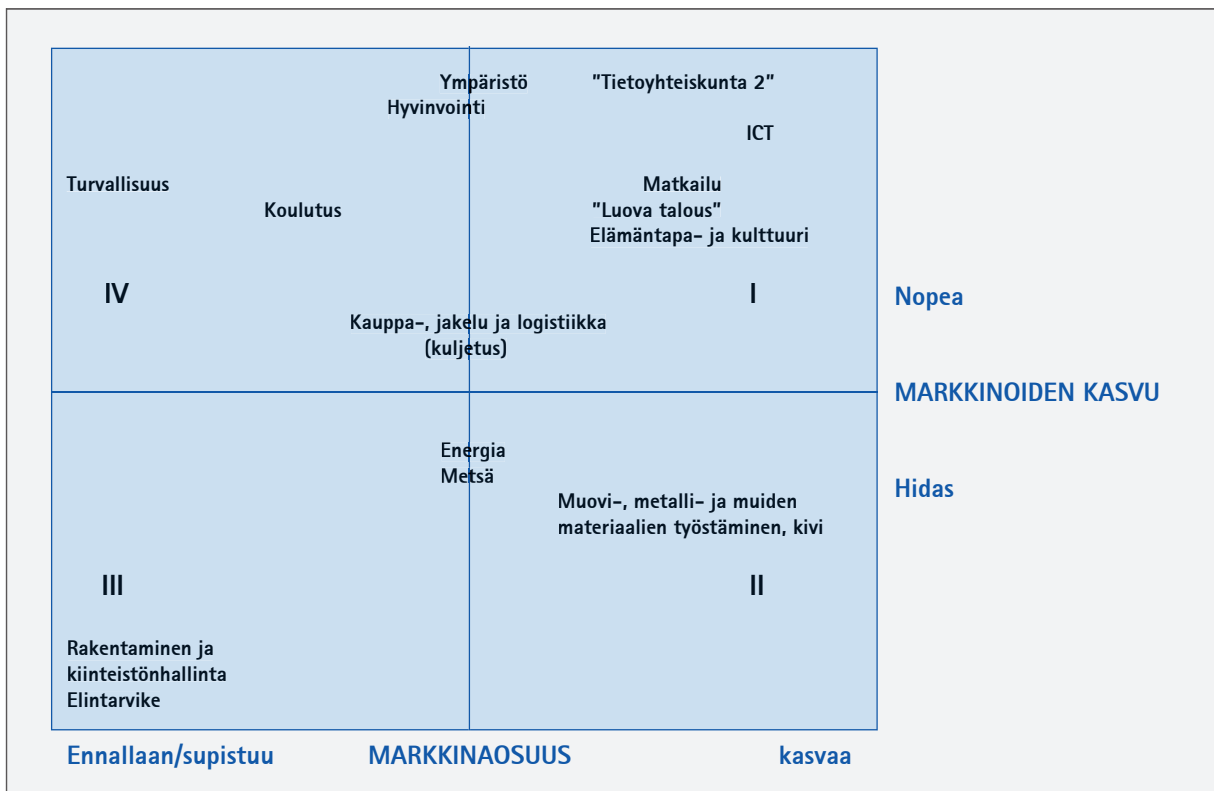 Ympäristö
"Tietoyhteiskunta 2"
Hyvinvointi
ICT
Turvallisuus
Matkailu
Koulutus
"Luova talous"
Elämäntapa- ja kulttuuri
IV
I
Nopea
Kauppa-, jakelu ja logistiikka
(kuljetus)
MARKKINOIDEN KASVU
Energia
Metsä
Hidas
Muovi-, metalli- ja muiden
materiaalien työstäminen, kivi
III
II
Rakentaminen ja
kiinteistönhallinta
Elintarvike
Ennallaan/supistuu
MARKKINAOSUUS
kasvaa